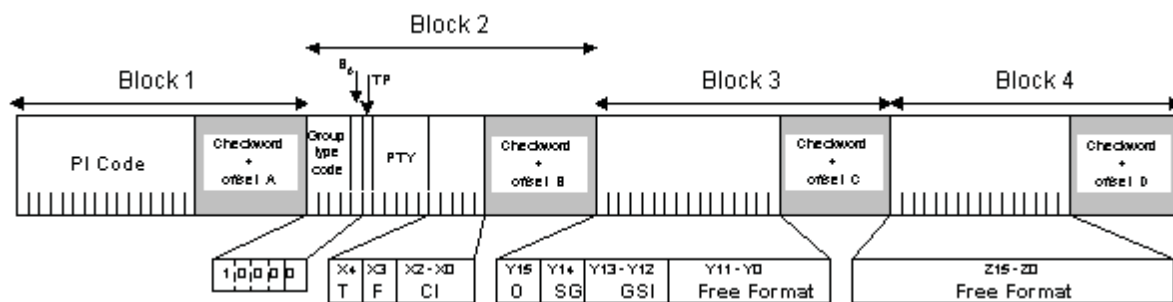 Block 2
B₀ TP
Block 1 Block 3 Block 4
PI Code
Checkword + offset A
Group type code
PTY
Checkword + offset B
Checkword + offset C
Checkword + offset D
1 0 0 0 0
X4 X3 X2 - X0
T F CI
Y15 Y14 Y13 - Y12 Y11 - Y0
0 SG GSI Free Format
Z15 - Z0
Free Format